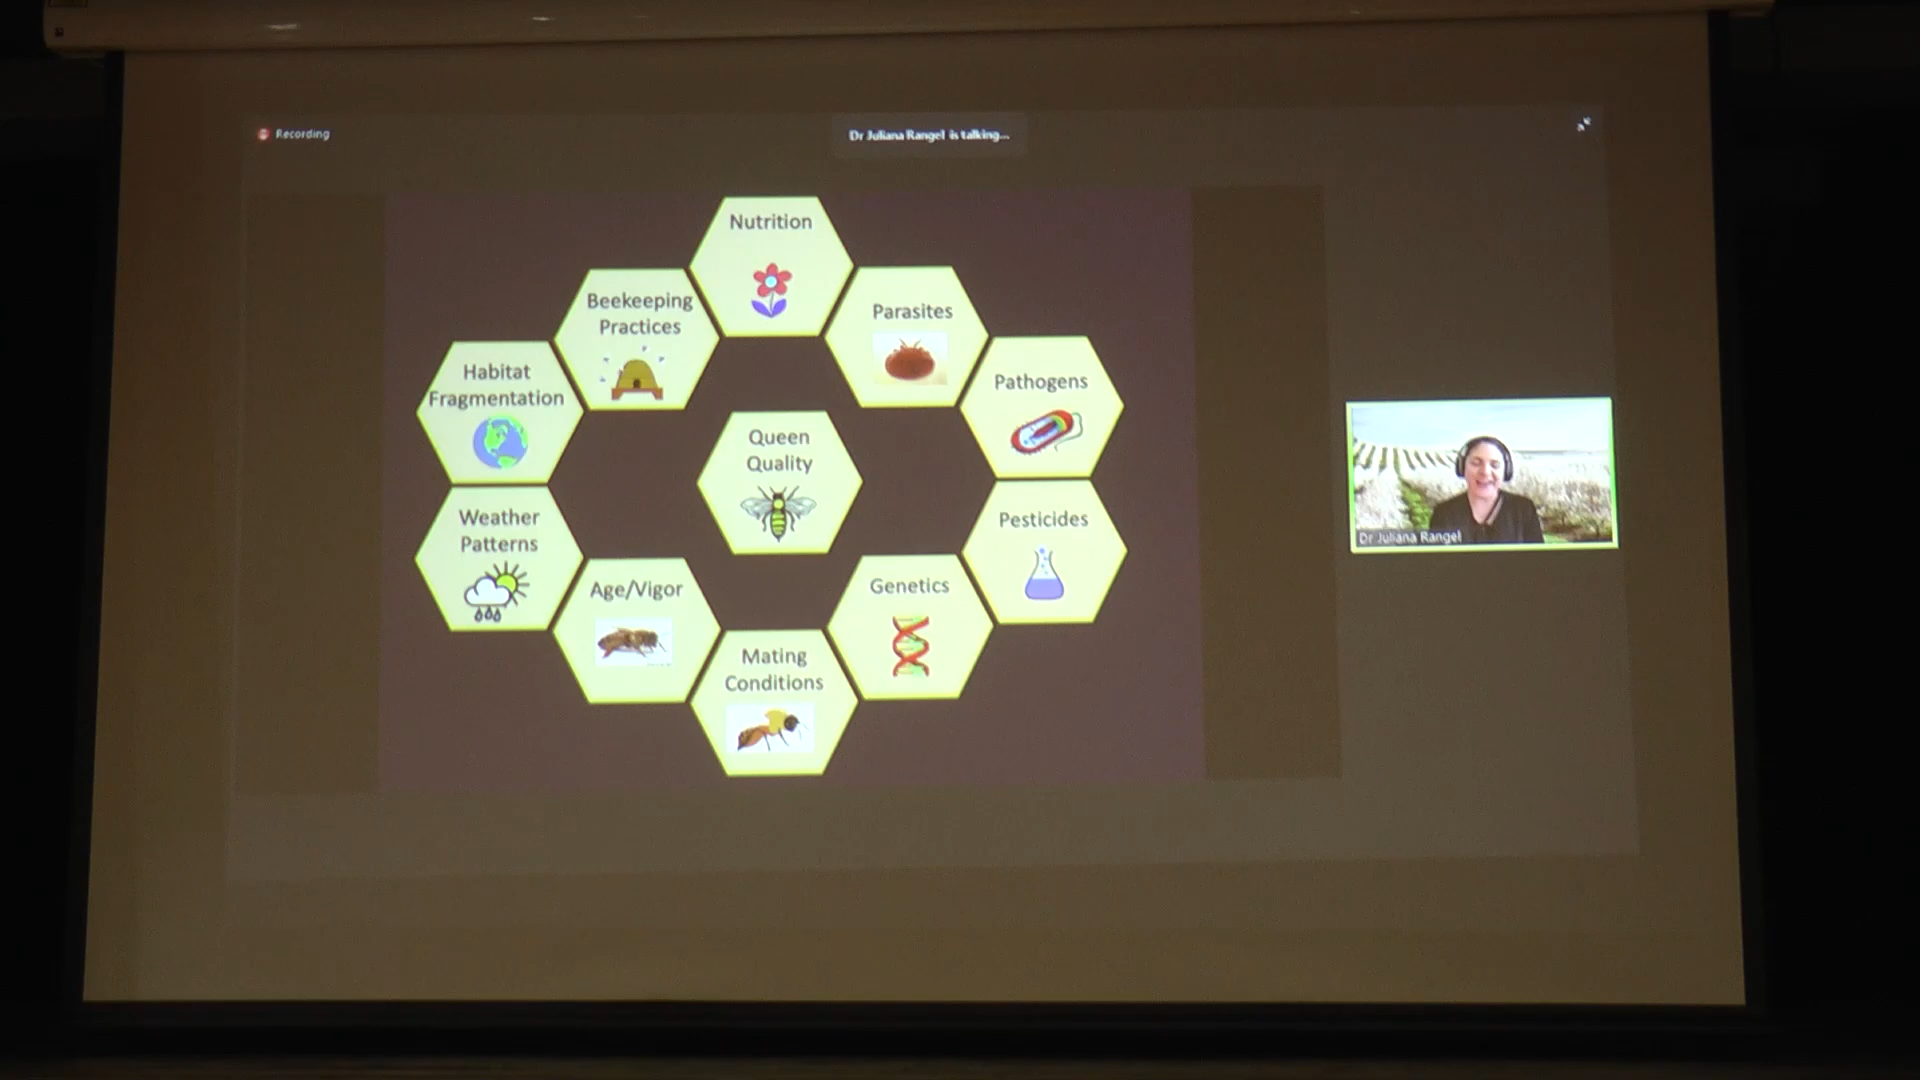 Recording
Dr Juliana Rangel is talking...
Nutrition
Beekeeping
Practices
Parasites
Habitat
Fragmentation
Pathogens
Queen
Quality
Weather
Patterns
Pesticides
Age/Vigor
Genetics
Mating
Conditions
Dr Juliana Rangel